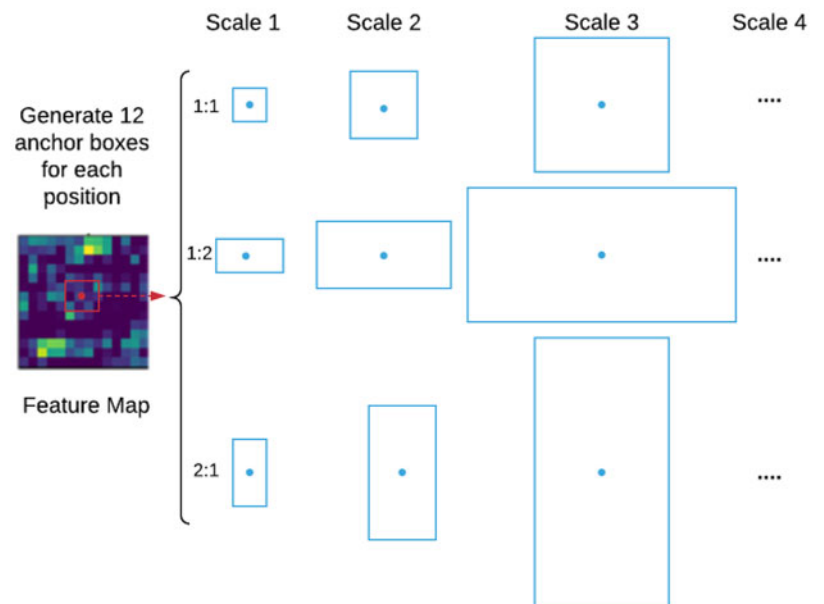 Scale 1 Scale 2 Scale 3 Scale 4
Generate 12
anchor boxes
for each
position
1:1 ....
1:2 ....
Feature Map
2:1 ....